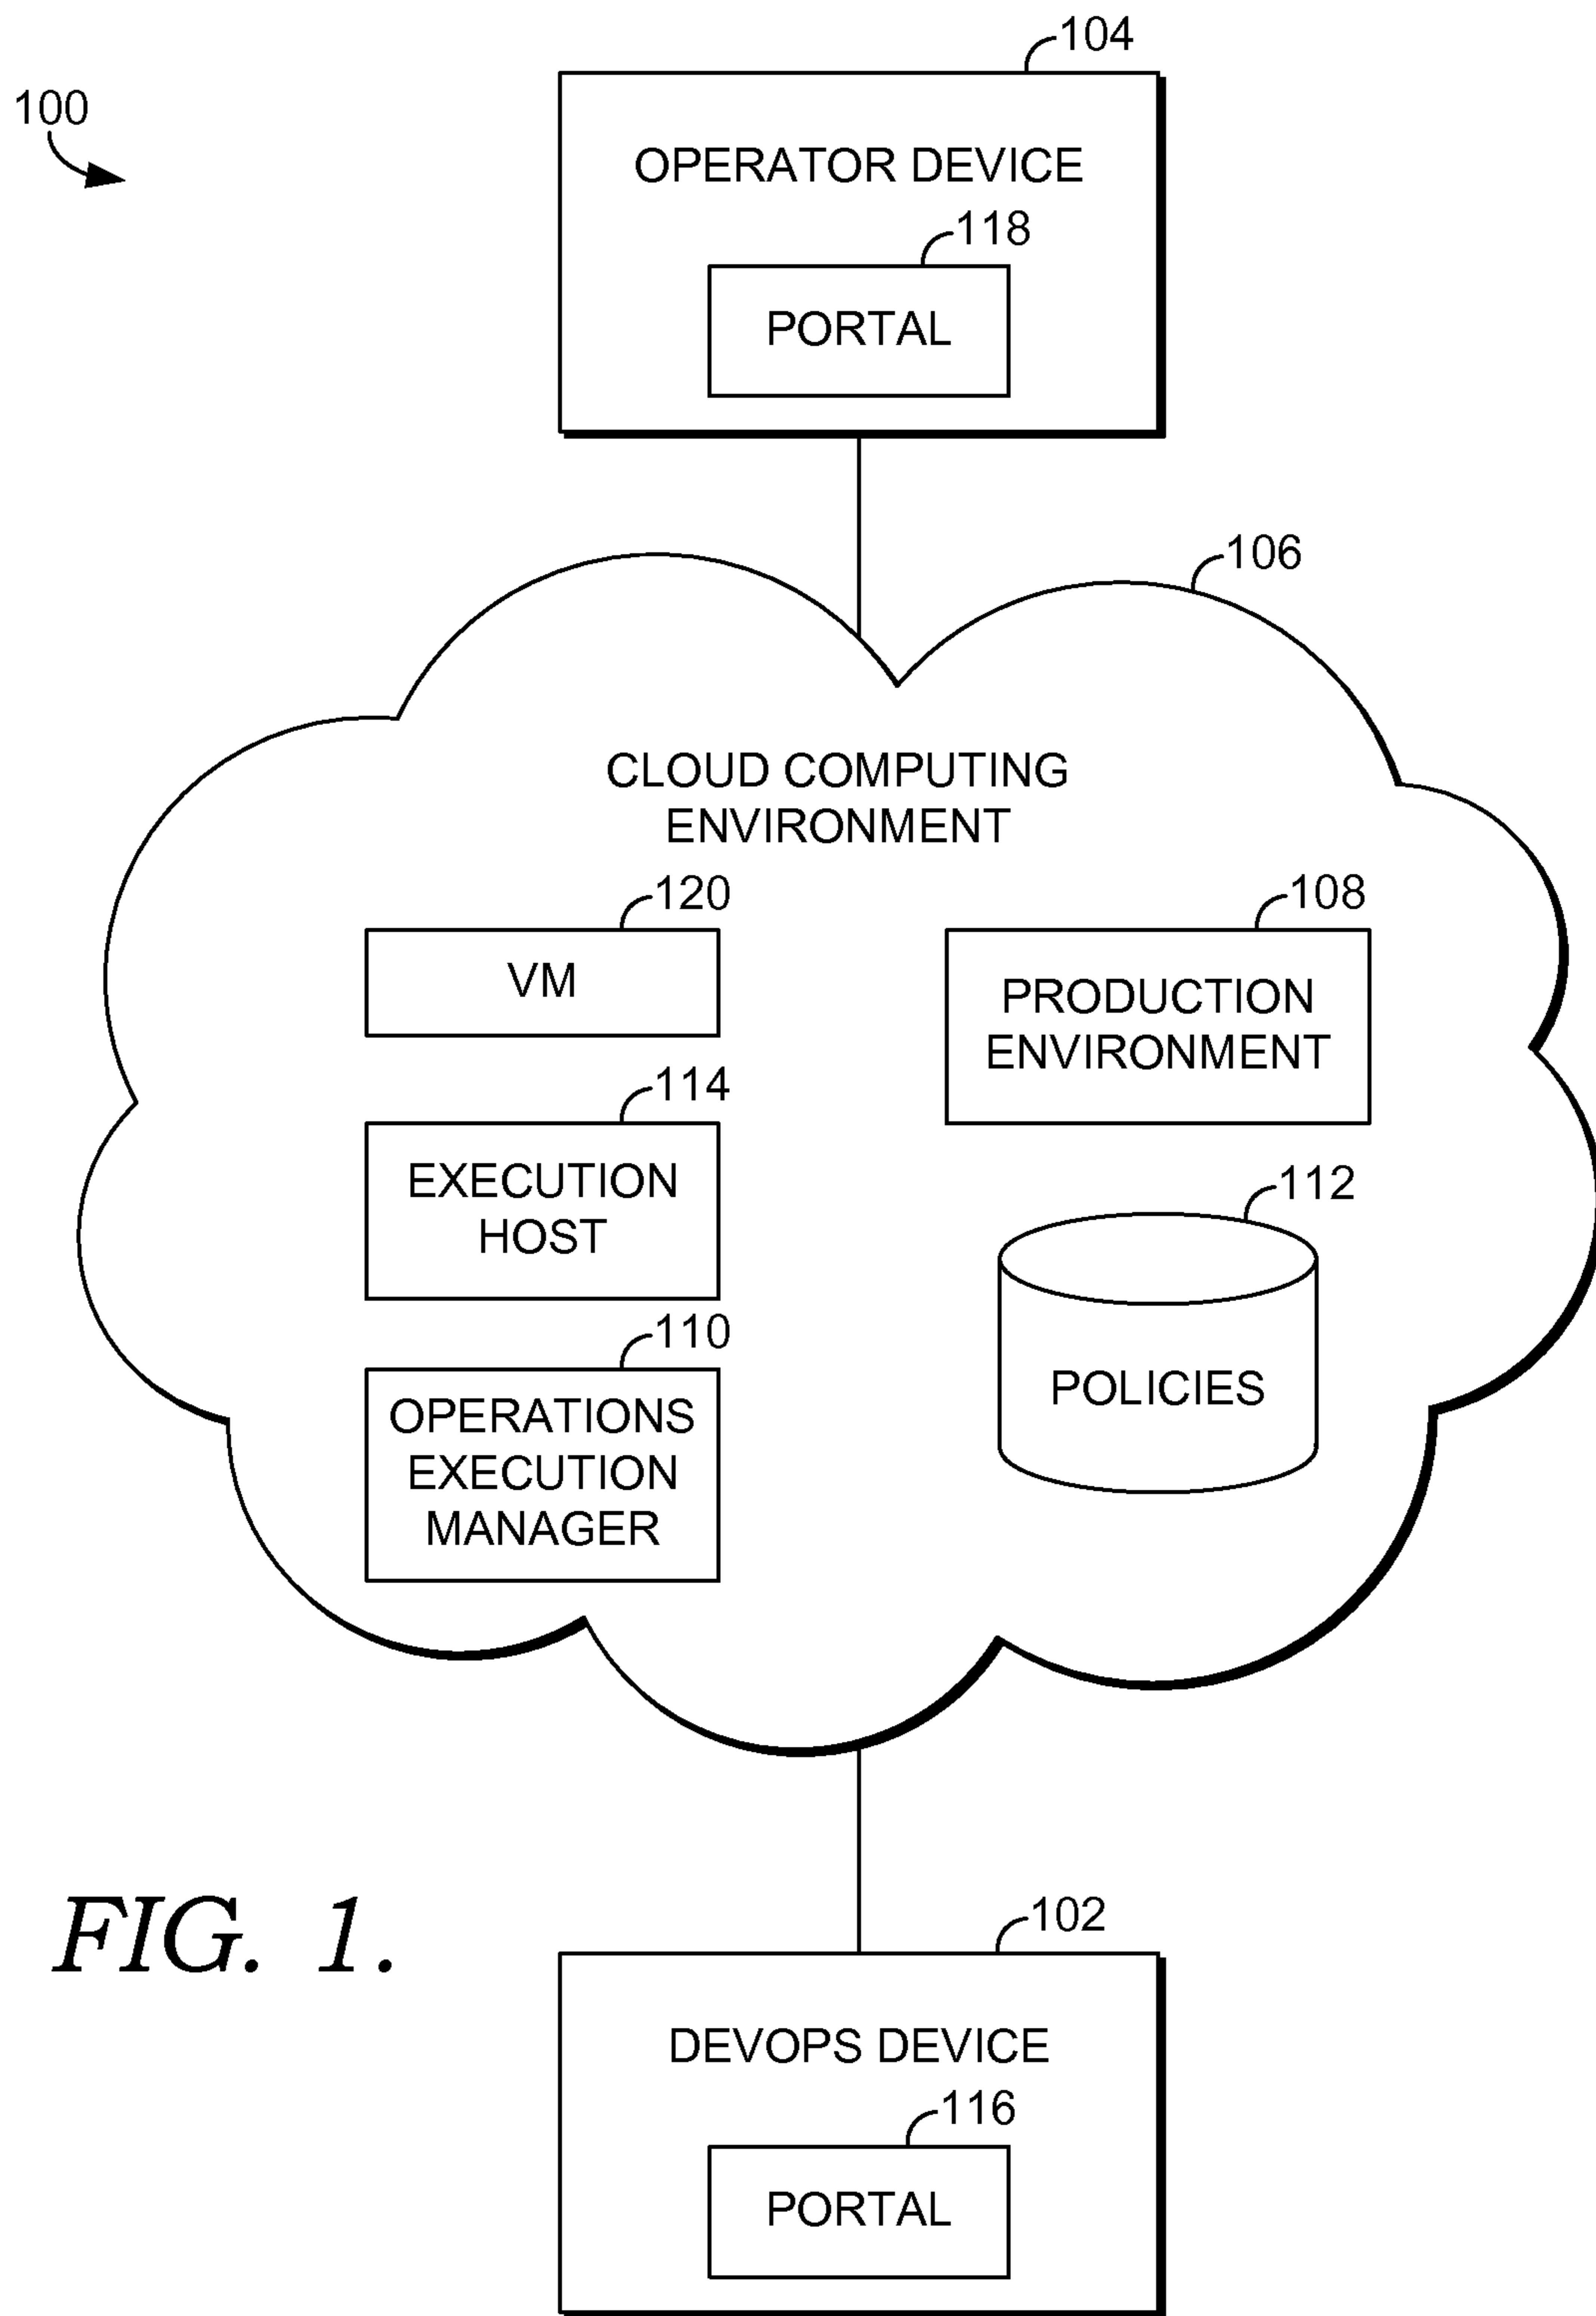 104
100
OPERATOR DEVICE
118
PORTAL
106
CLOUD COMPUTING
ENVIRONMENT
120
VM
108
PRODUCTION
ENVIRONMENT
114
EXECUTION
HOST
112
POLICIES
110
OPERATIONS
EXECUTION
MANAGER
FIG. 1.
102
DEVOPS DEVICE
116
PORTAL